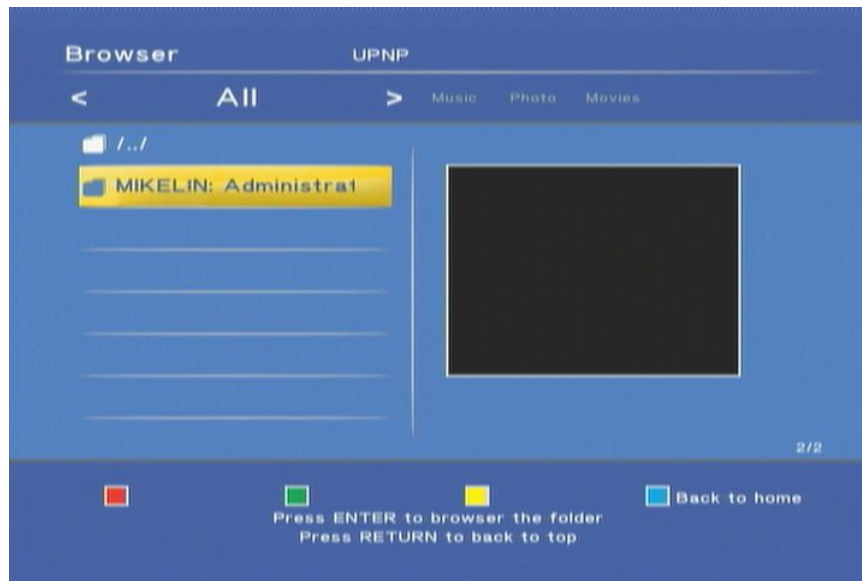 Browser UPNP
< All > Music Photo Movies
/../
MIKELIN: Administrat
2/2
Back to home
Press ENTER to browser the folder
Press RETURN to back to top